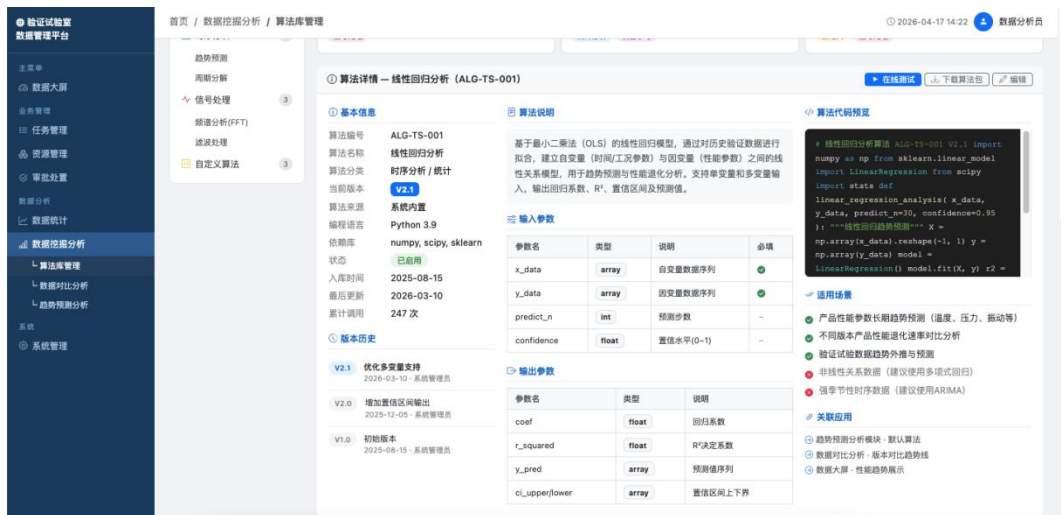 验证试验室
数据管理平台
主菜单
数据大屏
业务管理
任务管理
资源管理
审批处置
数据分析
数据统计
数据挖掘分析
算法库管理
数据对比分析
趋势预测分析
系统
系统管理
首页 / 数据挖掘分析 / 算法库管理
2026-04-17 14:22 数据分析员
趋势预测
周期分解
信号处理 3
频谱分析(FFT)
滤波处理
自定义算法 3
算法详情 — 线性回归分析（ALG-TS-001）
在线测试 下载算法包 编辑
基本信息
算法编号 ALG-TS-001
算法名称 线性回归分析
算法分类 时序分析 / 统计
当前版本 V2.1
算法来源 系统内置
编程语言 Python 3.9
依赖库 numpy, scipy, sklearn
状态 已启用
入库时间 2025-08-15
最后更新 2026-03-10
累计调用 247 次
版本历史
V2.1 优化多变量支持
2026-03-10 · 系统管理员
V2.0 增加置信区间输出
2025-12-05 · 系统管理员
V1.0 初始版本
2025-08-15 · 系统管理员
算法说明
基于最小二乘法（OLS）的线性回归模型，通过对历史验证数据进行
拟合，建立自变量（时间/工况参数）与因变量（性能参数）之间的线
性关系模型，用于趋势预测与性能退化分析。支持单变量和多变量输
入，输出回归系数、R²、置信区间及预测值。
输入参数
参数名 类型 说明 必填
x_data array 自变量数据序列
y_data array 因变量数据序列
predict_n int 预测步数 –
confidence float 置信水平(0~1) –
输出参数
参数名 类型 说明
coef float 回归系数
r_squared float R²决定系数
y_pred array 预测值序列
ci_upper/lower array 置信区间上下界
算法代码预览
# 线性回归分析算法 ALG-TS-001 V2.1 import
numpy as np from sklearn.linear_model
import LinearRegression from scipy
import stats def
linear_regression_analysis( x_data,
y_data, predict_n=30, confidence=0.95
): """线性回归趋势预测""" X =
np.array(x_data).reshape(-1, 1) y =
np.array(y_data) model =
LinearRegression() model.fit(X, y) r2 =
适用场景
产品性能参数长期趋势预测（温度、压力、振动等）
不同版本产品性能退化速率对比分析
验证试验数据趋势外推与预测
非线性关系数据（建议使用多项式回归）
强季节性时序数据（建议使用ARIMA）
关联应用
趋势预测分析模块 · 默认算法
数据对比分析 · 版本对比趋势线
数据大屏 · 性能趋势展示